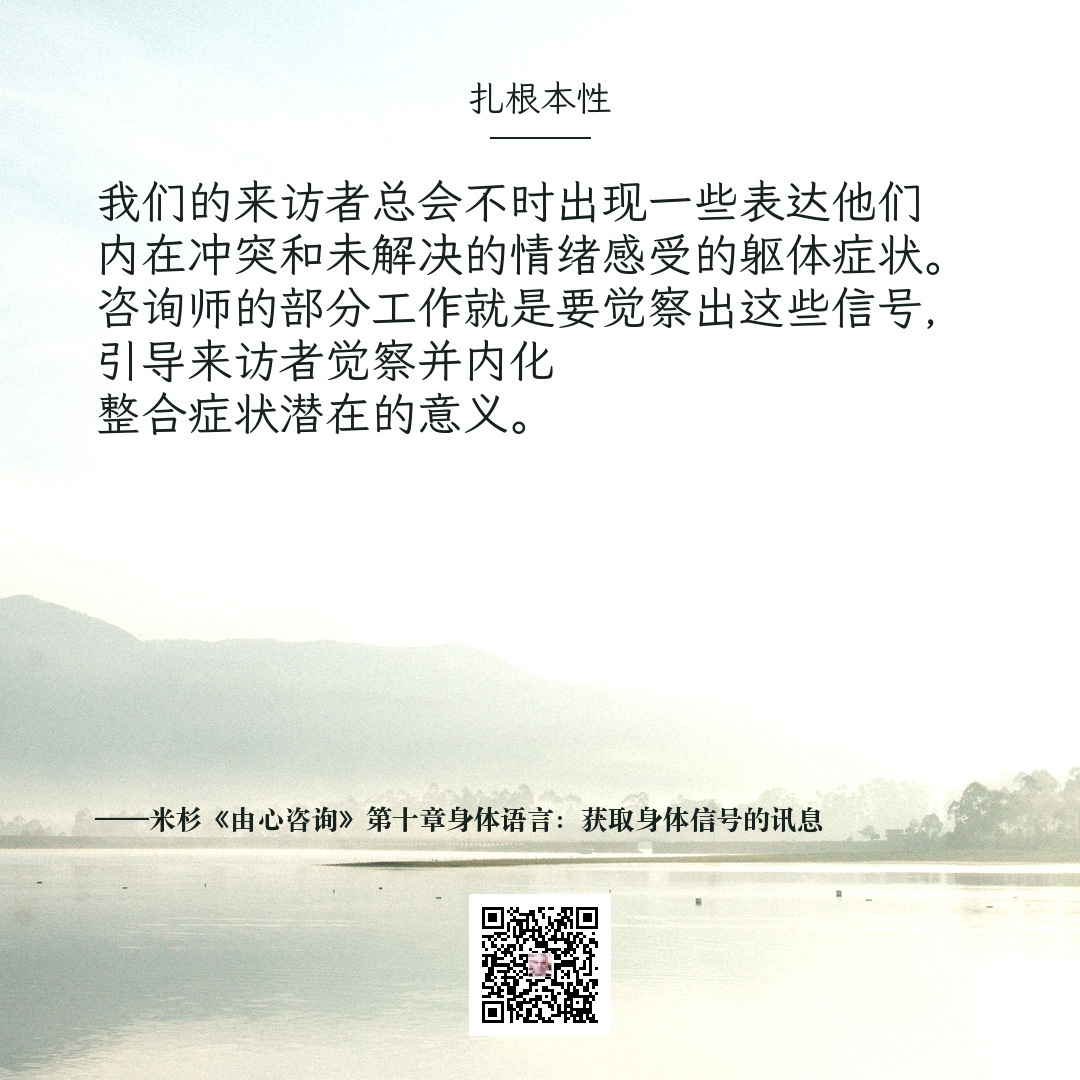 扎根本性
我们的来访者总会不时出现一些表达他们
内在冲突和未解决的情绪感受的躯体症状。
咨询师的部分工作就是要觉察出这些信号，
引导来访者觉察并内化
整合症状潜在的意义。
——米杉《由心咨询》第十章身体语言：获取身体信号的讯息